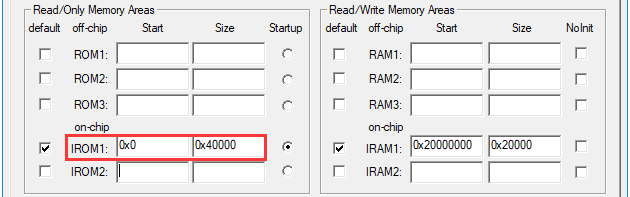 Read/Only Memory Areas
default off-chip Start Size Startup
ROM1:
ROM2:
ROM3:
on-chip
IROM1: 0x0 0x40000
IROM2:
Read/Write Memory Areas
default off-chip Start Size NoInit
RAM1:
RAM2:
RAM3:
on-chip
IRAM1: 0x20000000 0x20000
IRAM2: